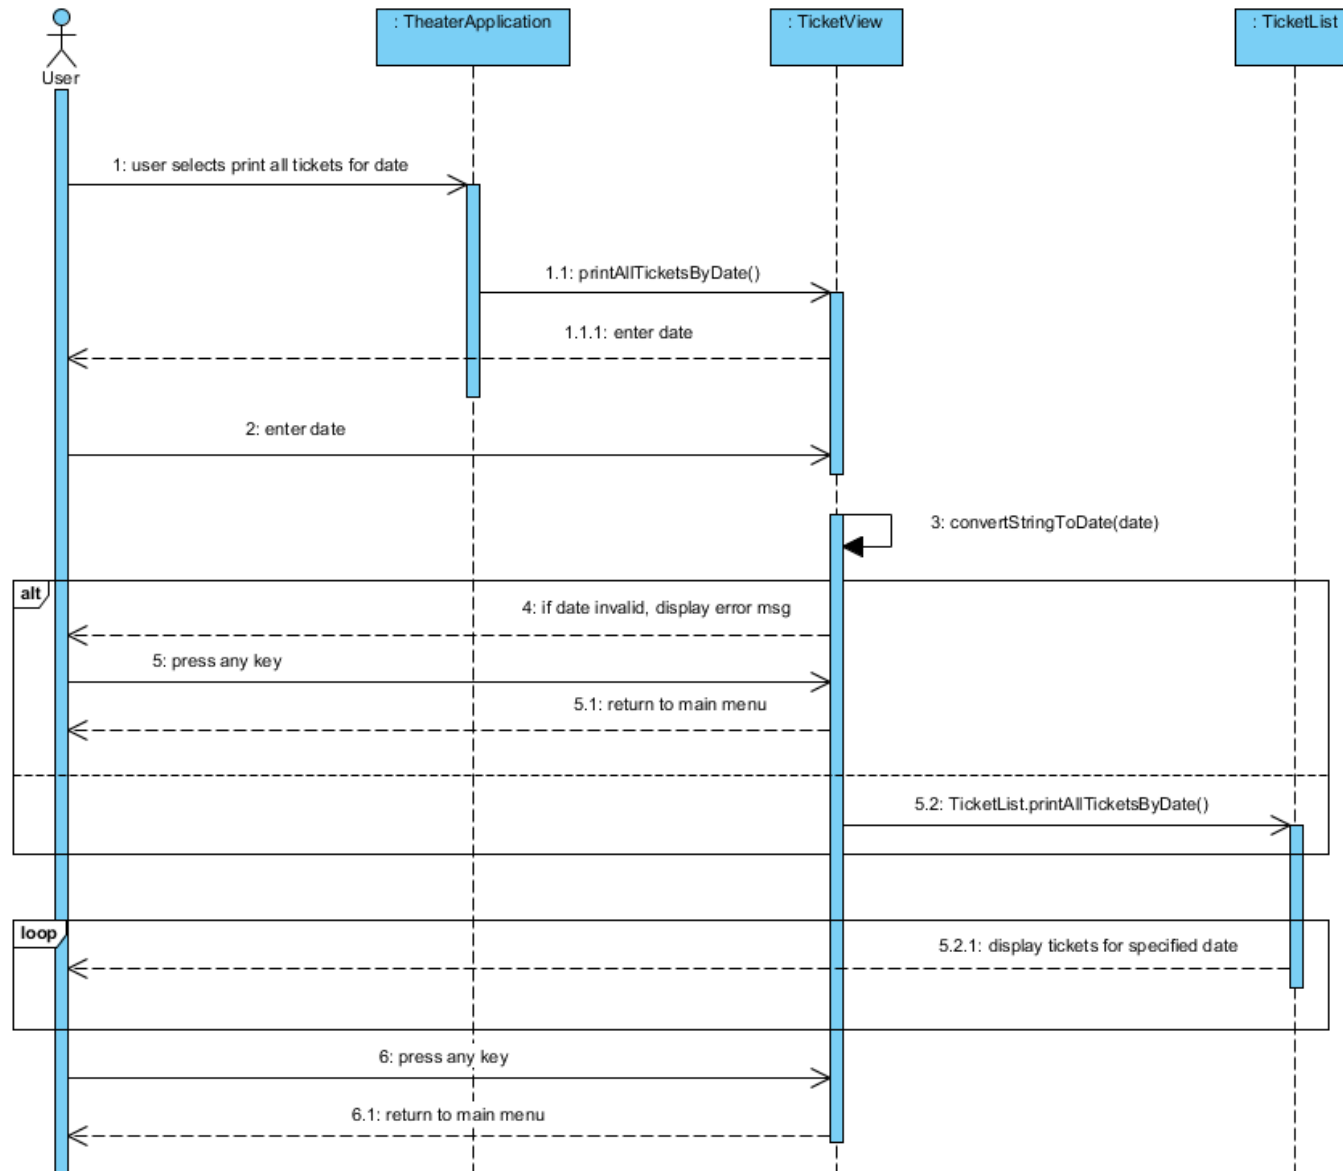 : TheaterApplication
: TicketView
: TicketList
User
1: user selects print all tickets for date
1.1: printAllTicketsByDate()
1.1.1: enter date
2: enter date
3: convertStringToDate(date)
alt
4: if date invalid, display error msg
5: press any key
5.1: return to main menu
5.2: TicketList.printAllTicketsByDate()
loop
5.2.1: display tickets for specified date
6: press any key
6.1: return to main menu